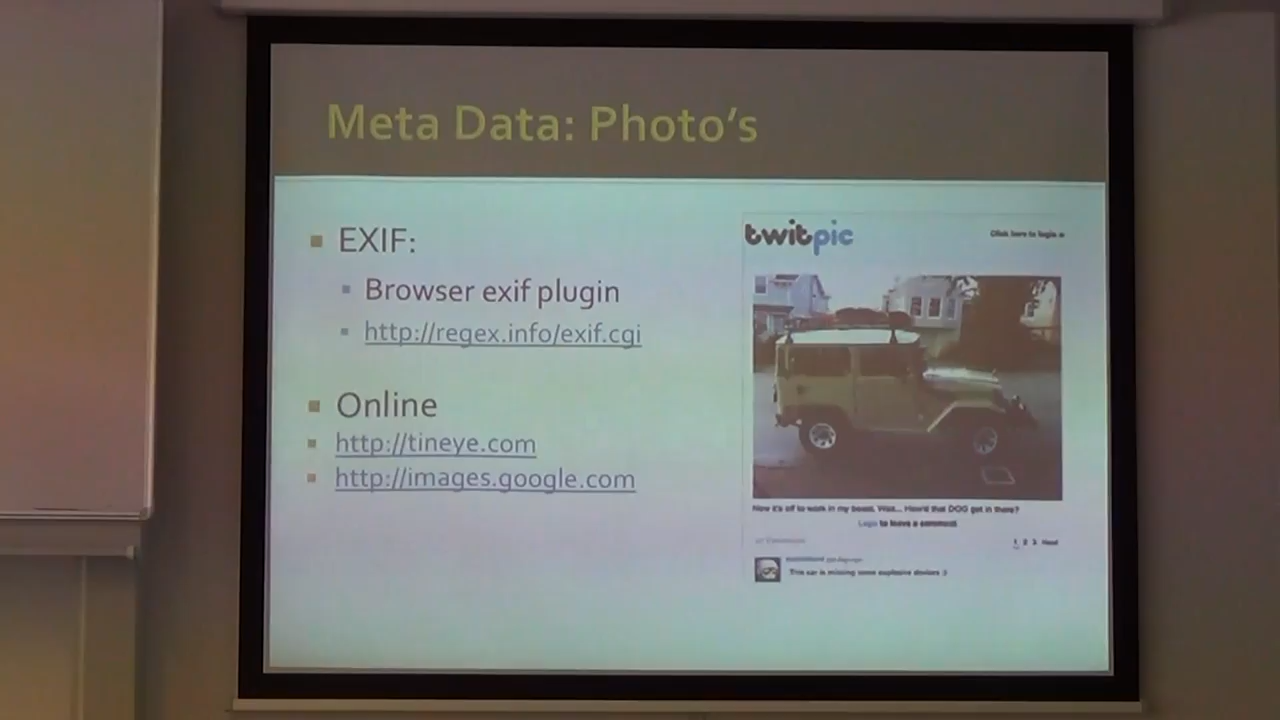 Meta Data: Photo's
EXIF:
Browser exif plugin
http://regex.info/exif.cgi
Online
http://tineye.com
http://images.google.com
twitpic
Click here to login
Now it's off to work in my beast. Wait... How'd that DOG get in there?
Login to leave a comment
1 2 3 Next
This car is missing some explosive devices :)